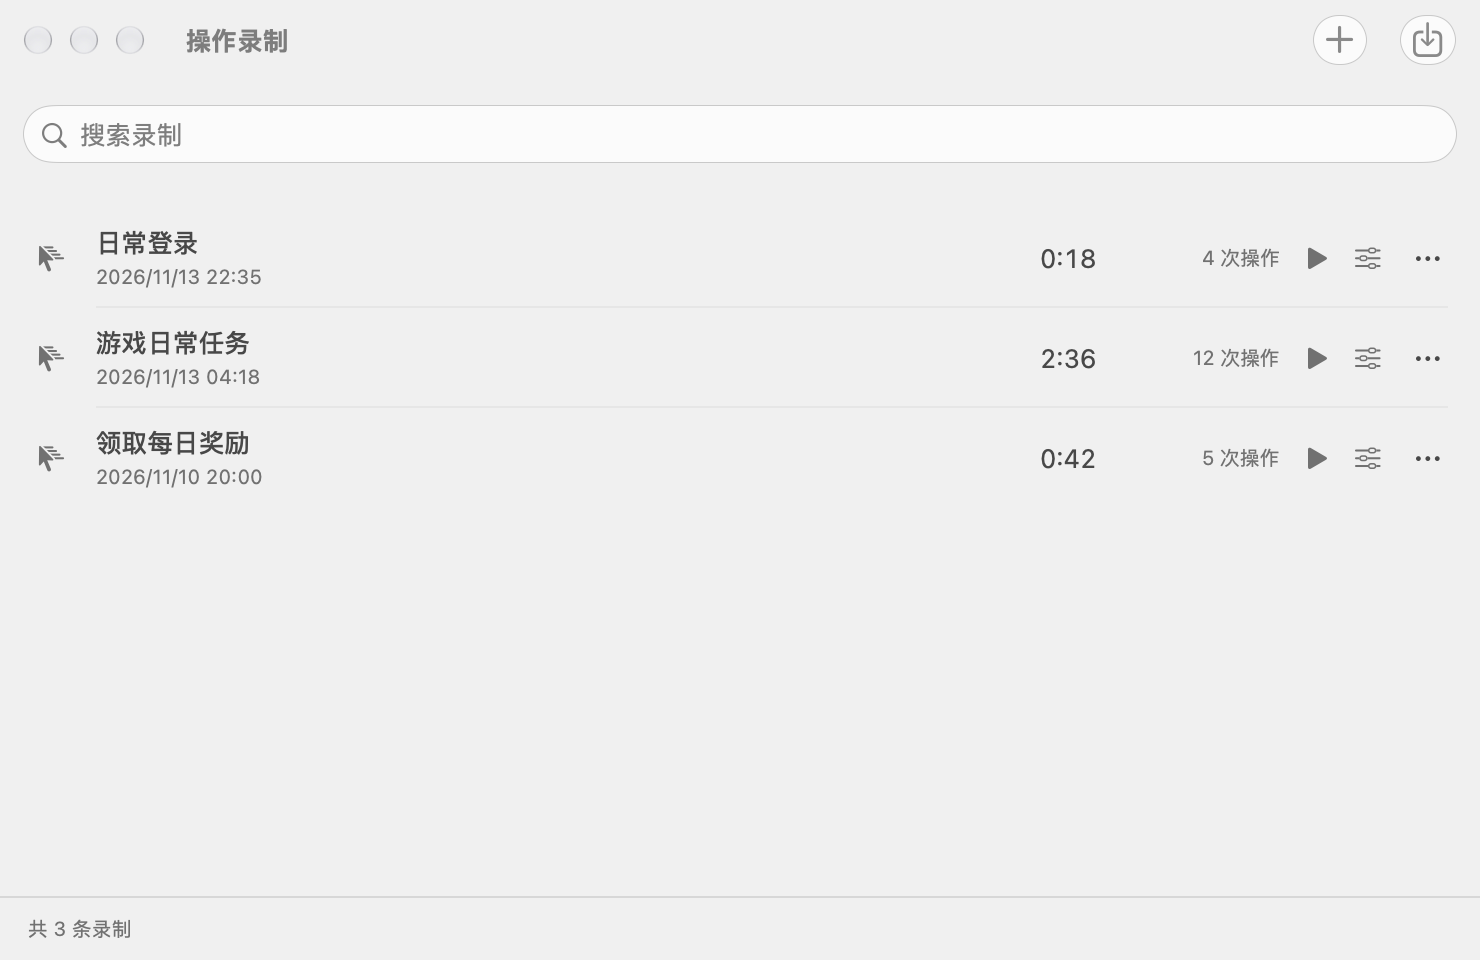 操作录制
搜索录制
日常登录
2026/11/13 22:35
0:18
4 次操作
游戏日常任务
2026/11/13 04:18
2:36
12 次操作
领取每日奖励
2026/11/10 20:00
0:42
5 次操作
共 3 条录制